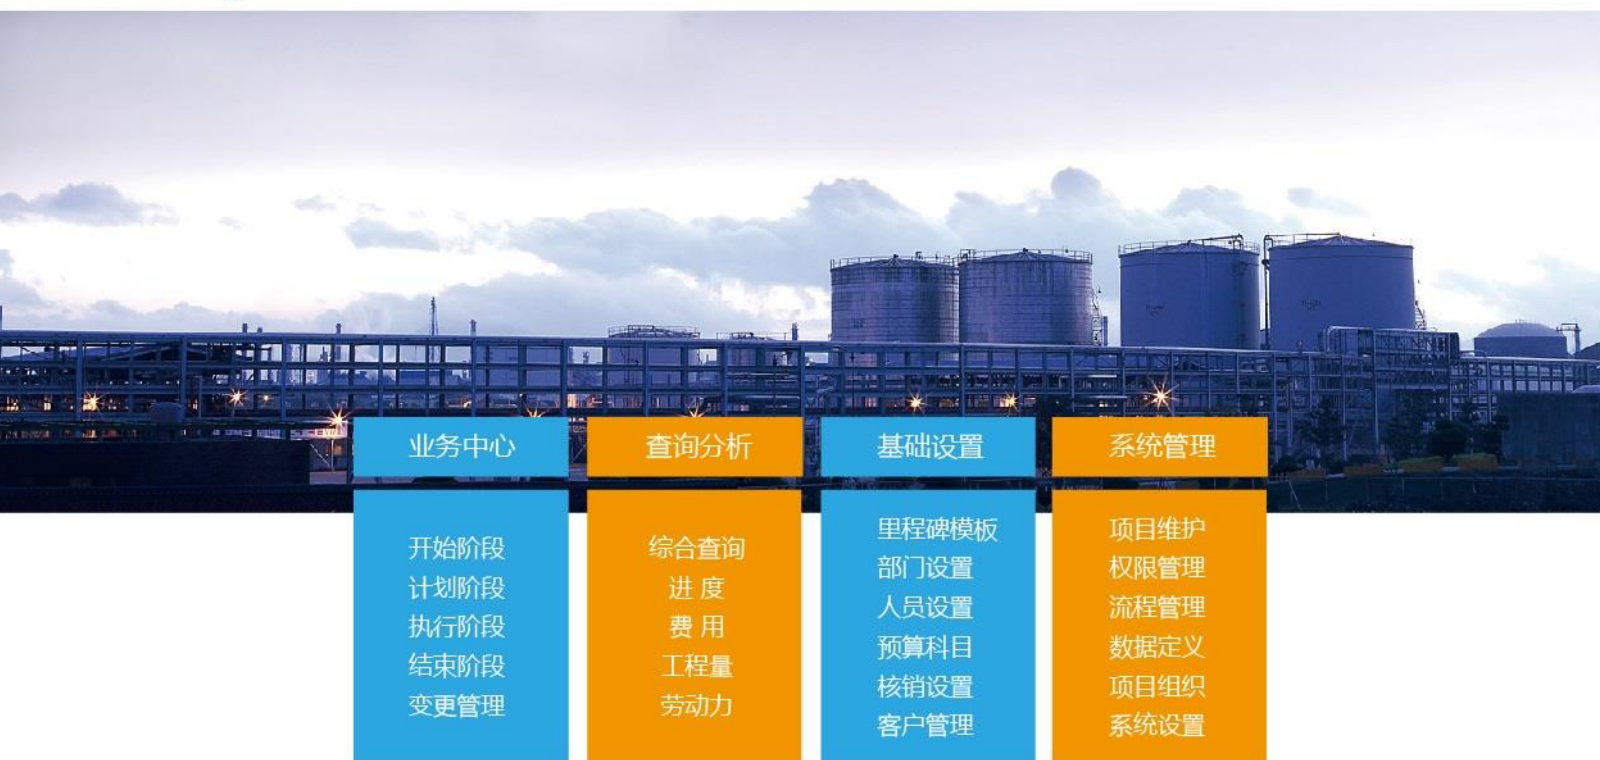 业务中心
开始阶段
计划阶段
执行阶段
结束阶段
变更管理
查询分析
综合查询
进 度
费 用
工程量
劳动力
基础设置
里程碑模板
部门设置
人员设置
预算科目
核销设置
客户管理
系统管理
项目维护
权限管理
流程管理
数据定义
项目组织
系统设置